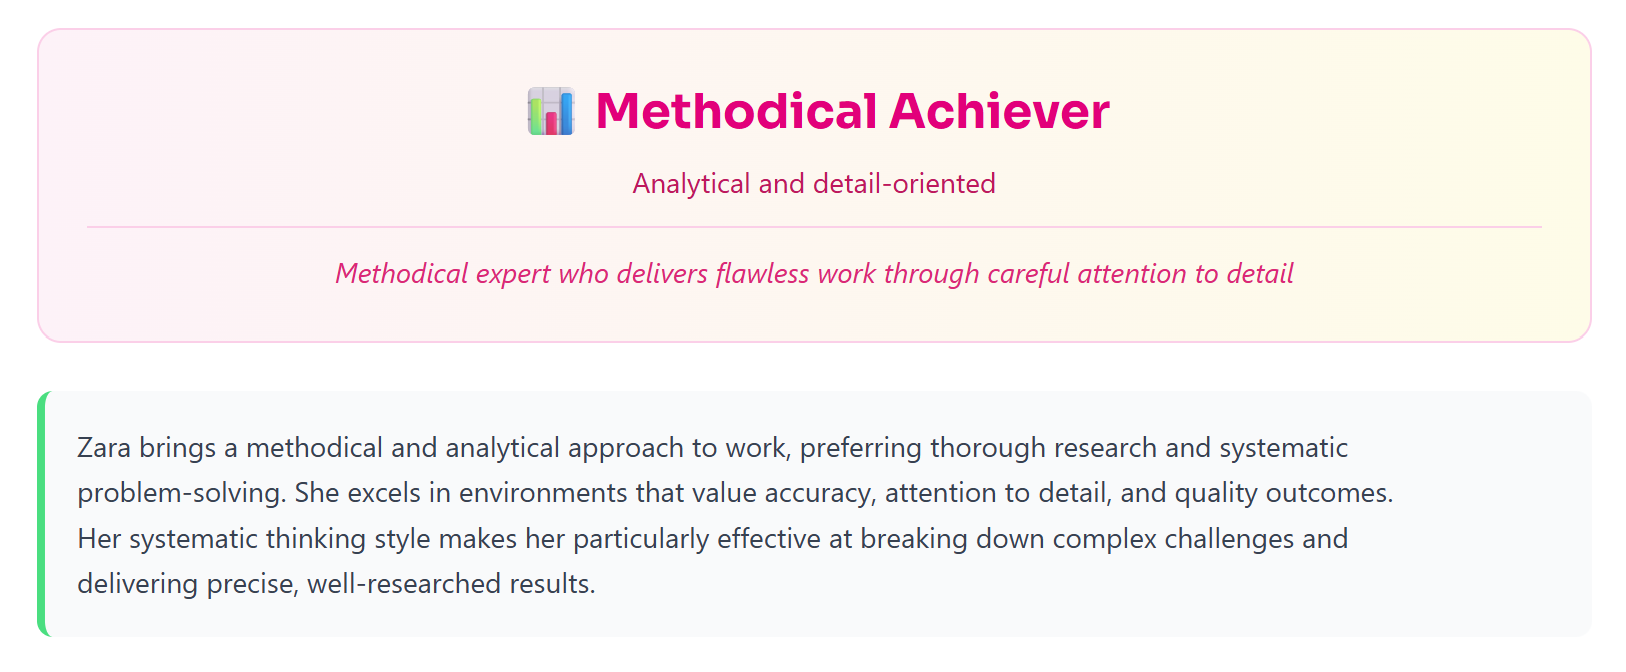 Methodical Achiever
Analytical and detail-oriented
Methodical expert who delivers flawless work through careful attention to detail
Zara brings a methodical and analytical approach to work, preferring thorough research and systematic
problem-solving. She excels in environments that value accuracy, attention to detail, and quality outcomes.
Her systematic thinking style makes her particularly effective at breaking down complex challenges and
delivering precise, well-researched results.